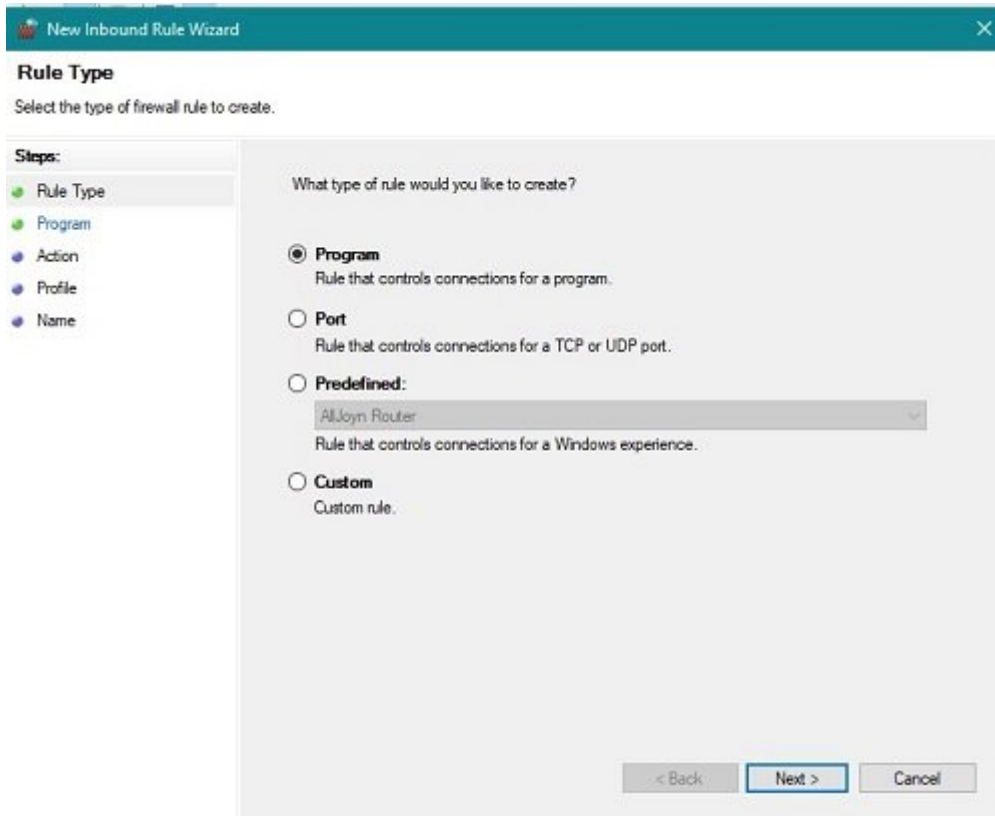 New Inbound Rule Wizard
Rule Type
Select the type of firewall rule to create.
Steps:
Rule Type
Program
Action
Profile
Name
What type of rule would you like to create?
Program
Rule that controls connections for a program.
Port
Rule that controls connections for a TCP or UDP port.
Predefined:
AllJoyn Router
Rule that controls connections for a Windows experience.
Custom
Custom rule.
< Back Next > Cancel